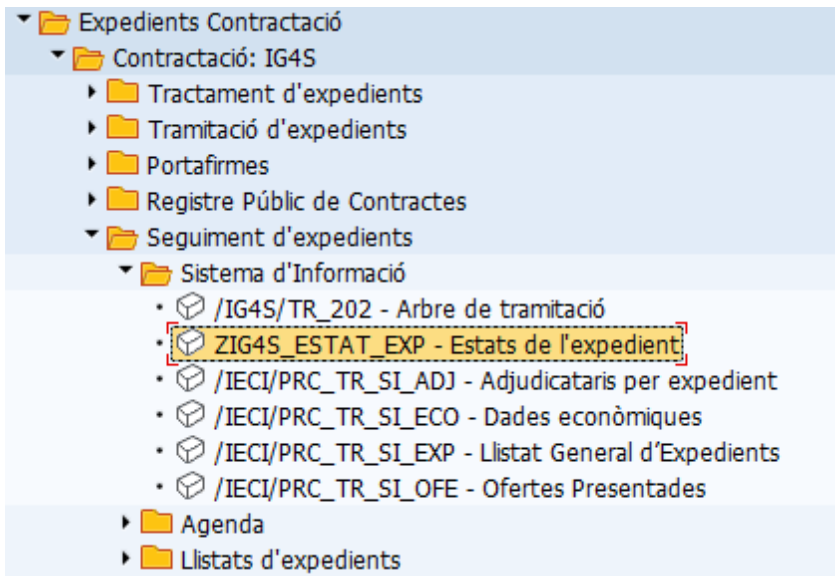 Expedients Contractació
Contractació: IG4S
Tractament d'expedients
Tramitació d'expedients
Portafirmes
Registre Públic de Contractes
Seguiment d'expedients
Sistema d'Informació
/IG4S/TR_202 - Arbre de tramitació
ZIG4S_ESTAT_EXP - Estats de l'expedient
/IECI/PRC_TR_SI_ADJ - Adjudicataris per expedient
/IECI/PRC_TR_SI_ECO - Dades econòmiques
/IECI/PRC_TR_SI_EXP - Llistat General d’Expedients
/IECI/PRC_TR_SI_OFE - Ofertes Presentades
Agenda
Llistats d'expedients